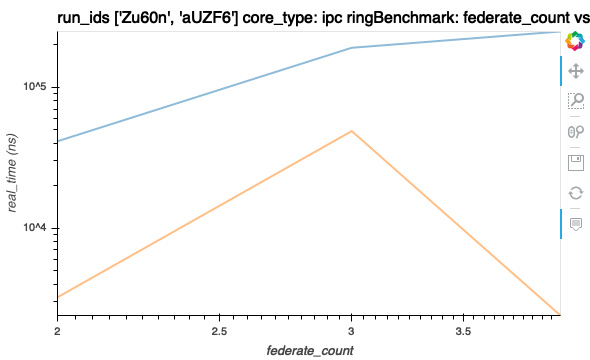 run_ids ['Zu60n', 'aUZF6'] core_type: ipc ringBenchmark: federate_count vs
real_time (ns)
10^5
10^4
2
2.5
3
3.5
federate_count